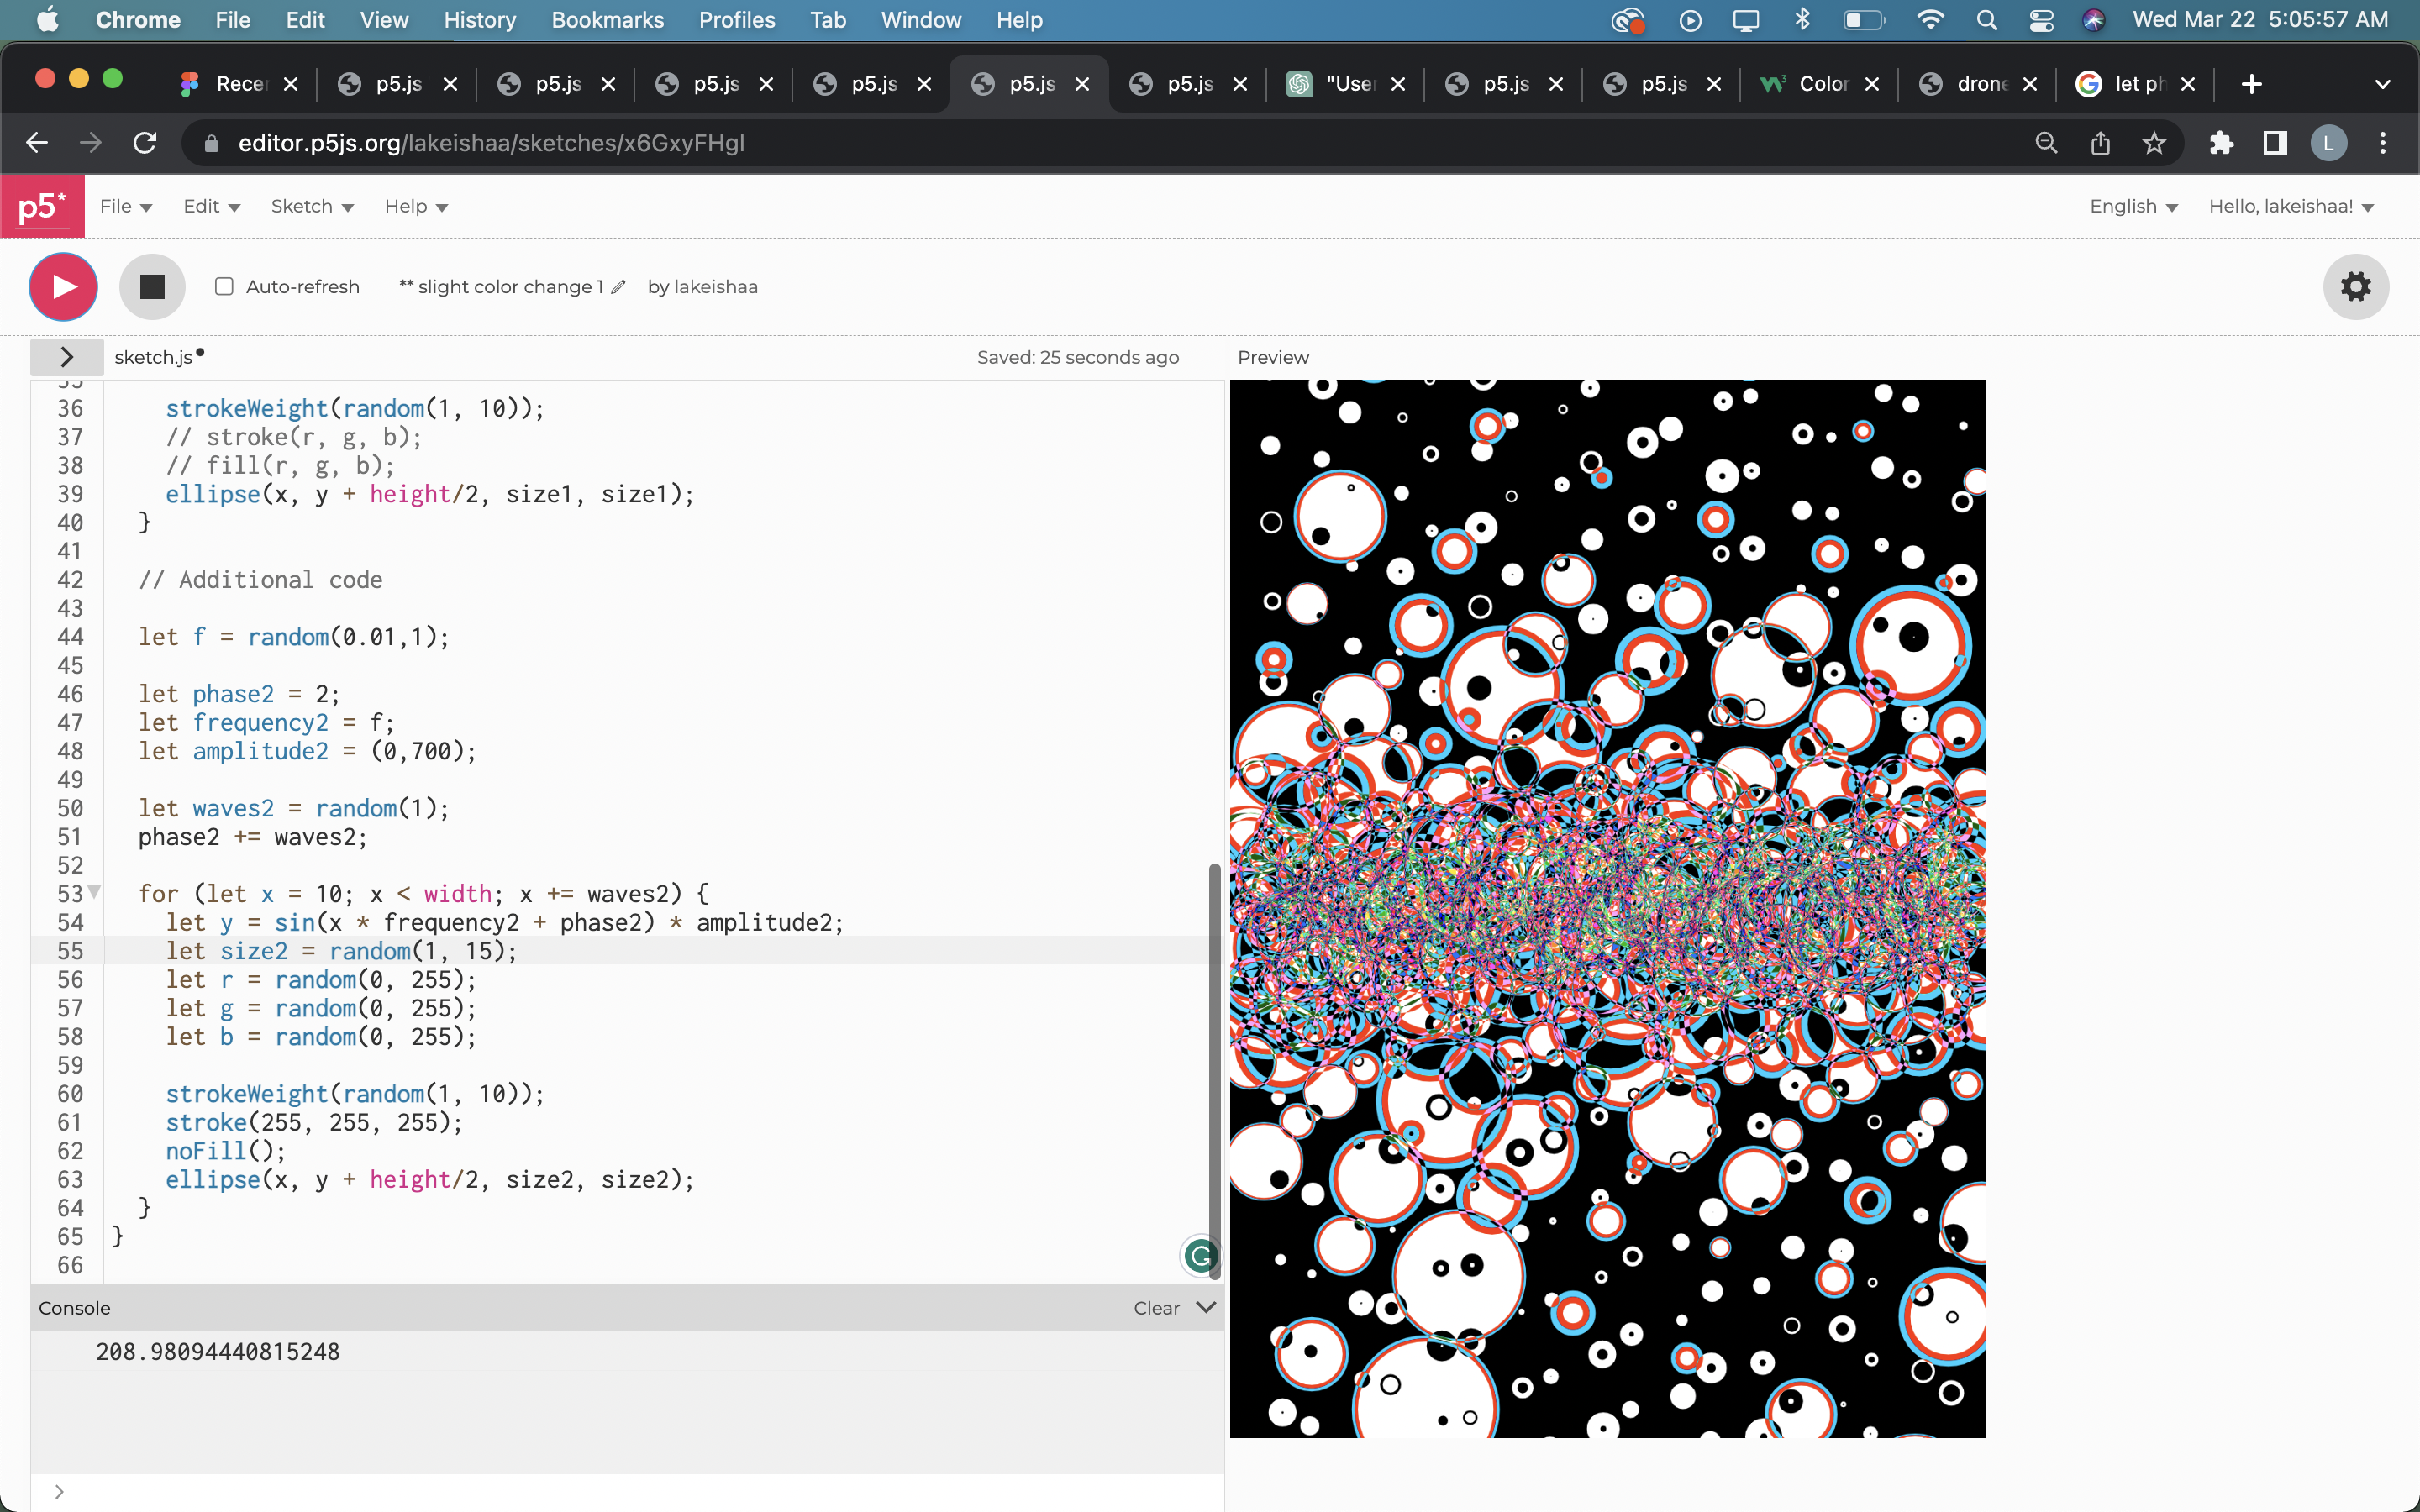 Chrome File Edit View History Bookmarks Profiles Tab Window Help Wed Mar 22 5:05:57 AM
Recer p5.js p5.js p5.js p5.js p5.js p5.js "User p5.js p5.js Color drone let ph
editor.p5js.org/lakeishaa/sketches/x6GxyFHgl L
p5* File Edit Sketch Help English Hello, lakeishaa!
Auto-refresh ** slight color change 1 by lakeishaa
sketch.js Saved: 25 seconds ago Preview
35
36 strokeWeight(random(1, 10));
37 // stroke(r, g, b);
38 // fill(r, g, b);
39 ellipse(x, y + height/2, size1, size1);
40 }
41
42 // Additional code
43
44 let f = random(0.01,1);
45
46 let phase2 = 2;
47 let frequency2 = f;
48 let amplitude2 = (0,700);
49
50 let waves2 = random(1);
51 phase2 += waves2;
52
53 for (let x = 10; x < width; x += waves2) {
54 let y = sin(x * frequency2 + phase2) * amplitude2;
55 let size2 = random(1, 15);
56 let r = random(0, 255);
57 let g = random(0, 255);
58 let b = random(0, 255);
59
60 strokeWeight(random(1, 10));
61 stroke(255, 255, 255);
62 noFill();
63 ellipse(x, y + height/2, size2, size2);
64 }
65 }
66
Console Clear
208.98094440815248